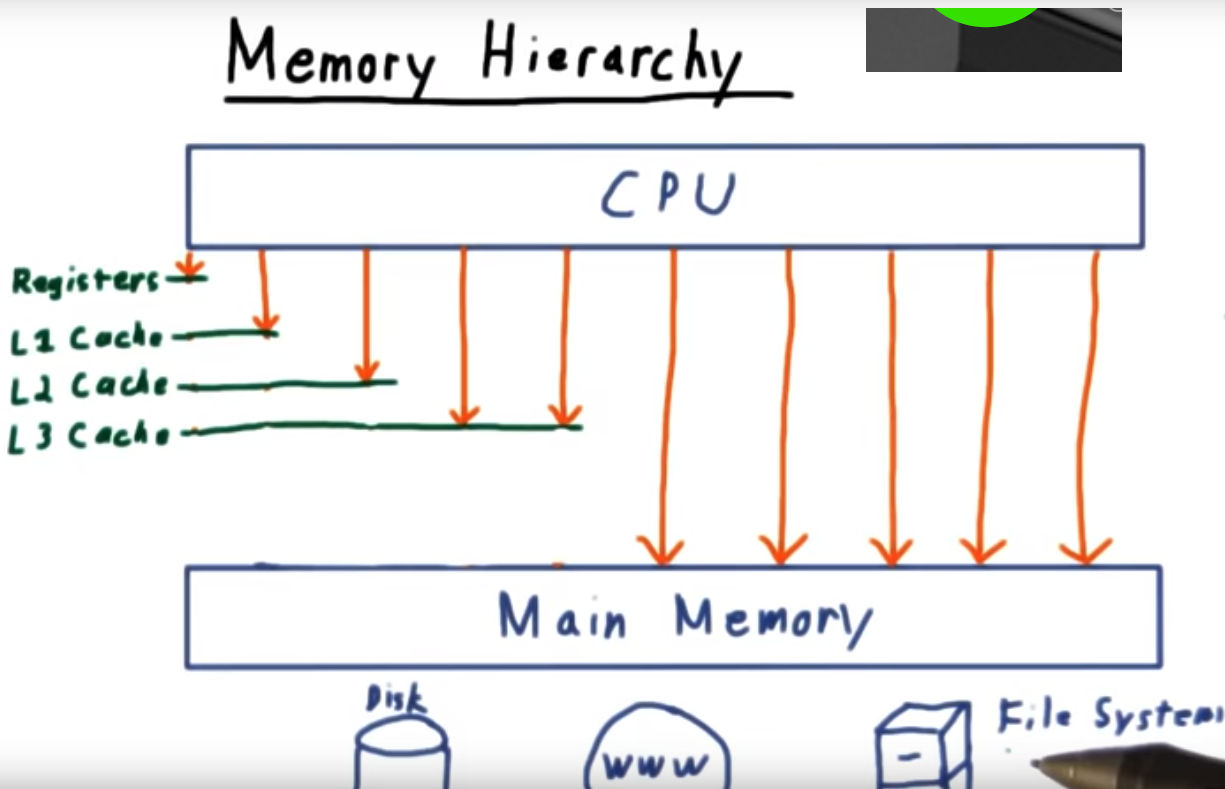 Memory Hierarchy
CPU
Registers
L1 Cache
L2 Cache
L3 Cache
Main Memory
Disk
WWW
File System